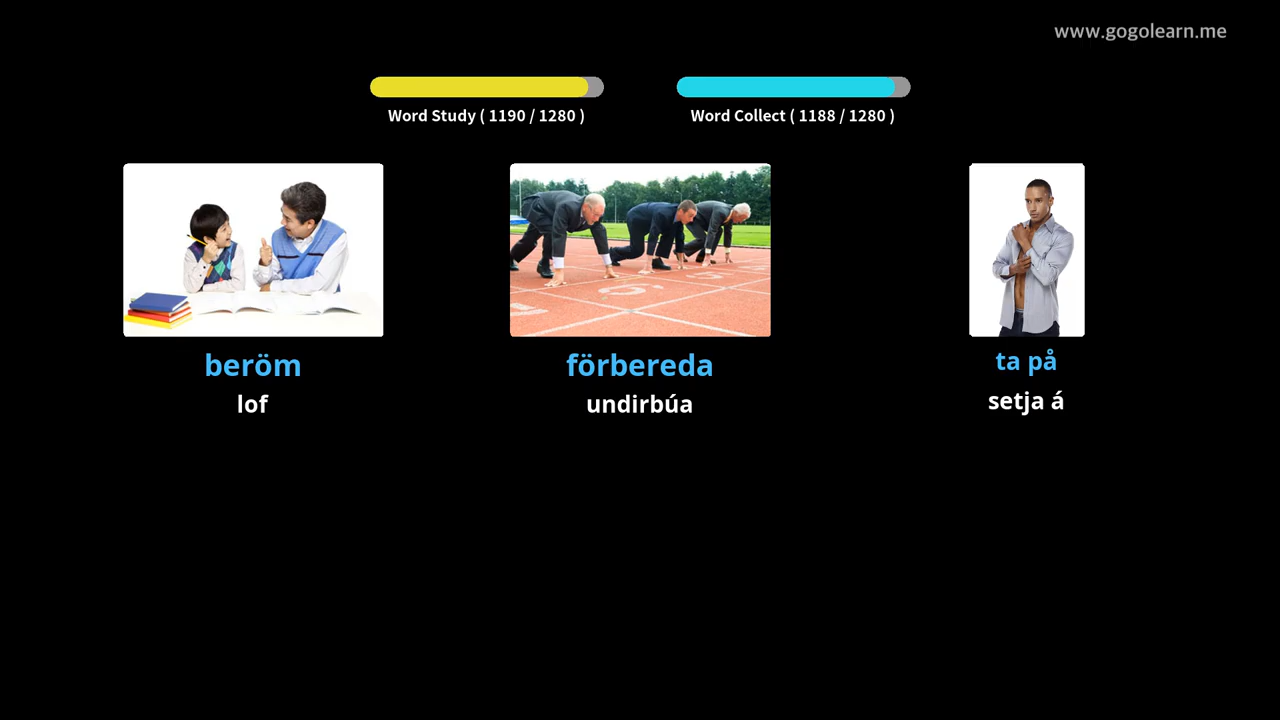 www.gogolearn.me
Word Study ( 1190 / 1280 )
Word Collect ( 1188 / 1280 )
beröm
förbereda
ta på
lof
undirbúa
setja á